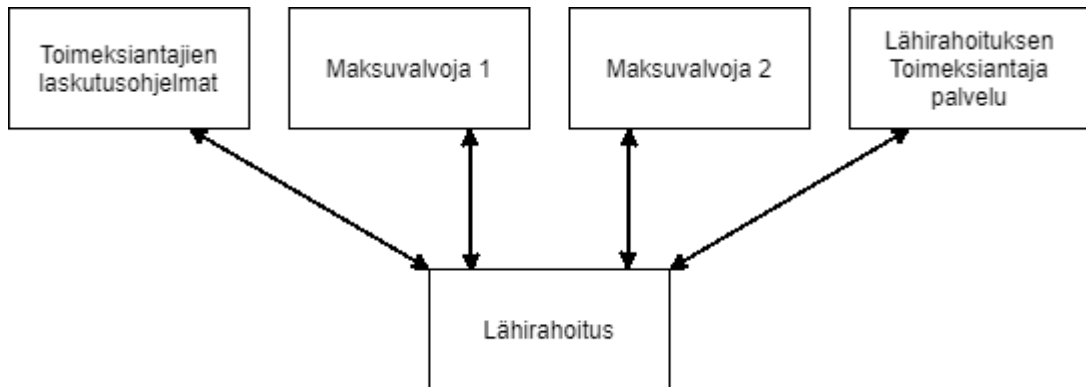 Toimeksiantajien
laskutusohjelmat
Maksuvalvoja 1
Maksuvalvoja 2
Lähirahoituksen
Toimeksiantaja
palvelu
Lähirahoitus